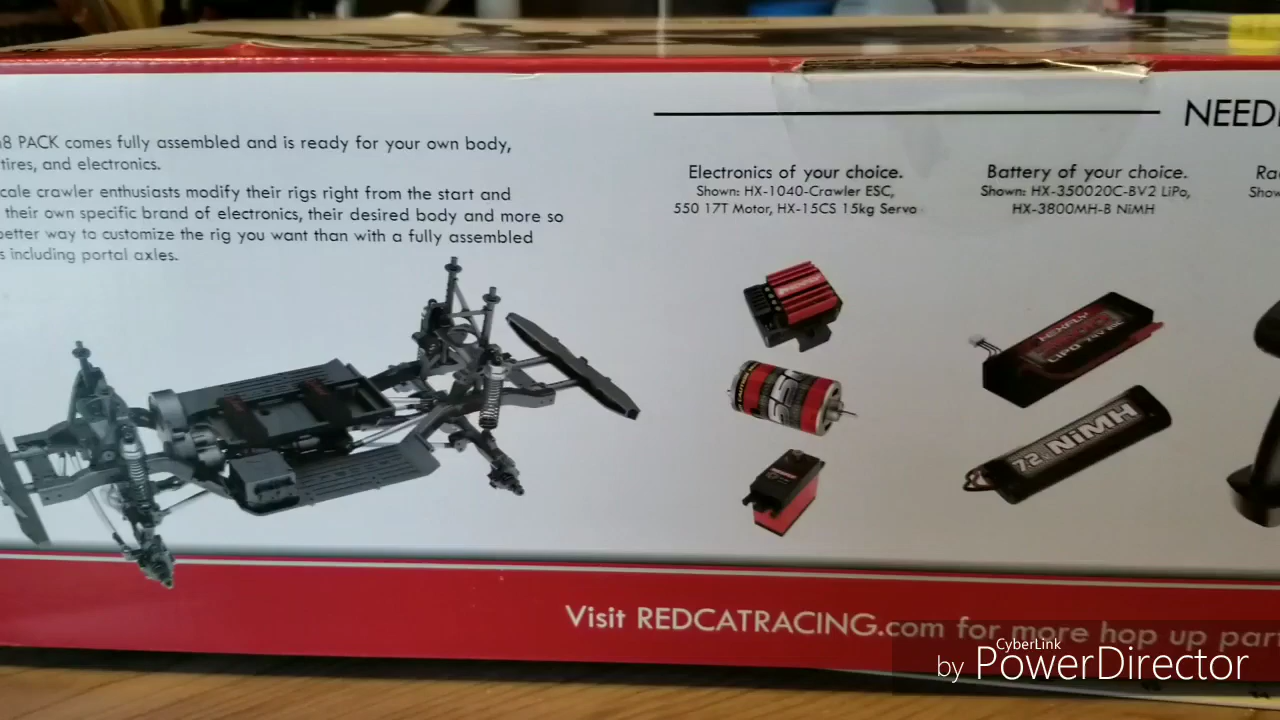 8 PACK comes fully assembled and is ready for your own body,
tires, and electronics.
cale crawler enthusiasts modify their rigs right from the start and
their own specific brand of electronics, their desired body and more so
better way to customize the rig you want than with a fully assembled
s including portal axles.
NEED
Electronics of your choice.
Shown: HX-1040-Crawler ESC,
550 17T Motor, HX-15CS 15kg Servo
Battery of your choice.
Shown: HX-350020C-BV2 LiPo,
HX-3800MH-B NiMH
Ra
Show
HEXFLY
LiPO
7.2 NiMH
Visit REDCATRACING.com for more hop up part
CyberLink
by PowerDirector